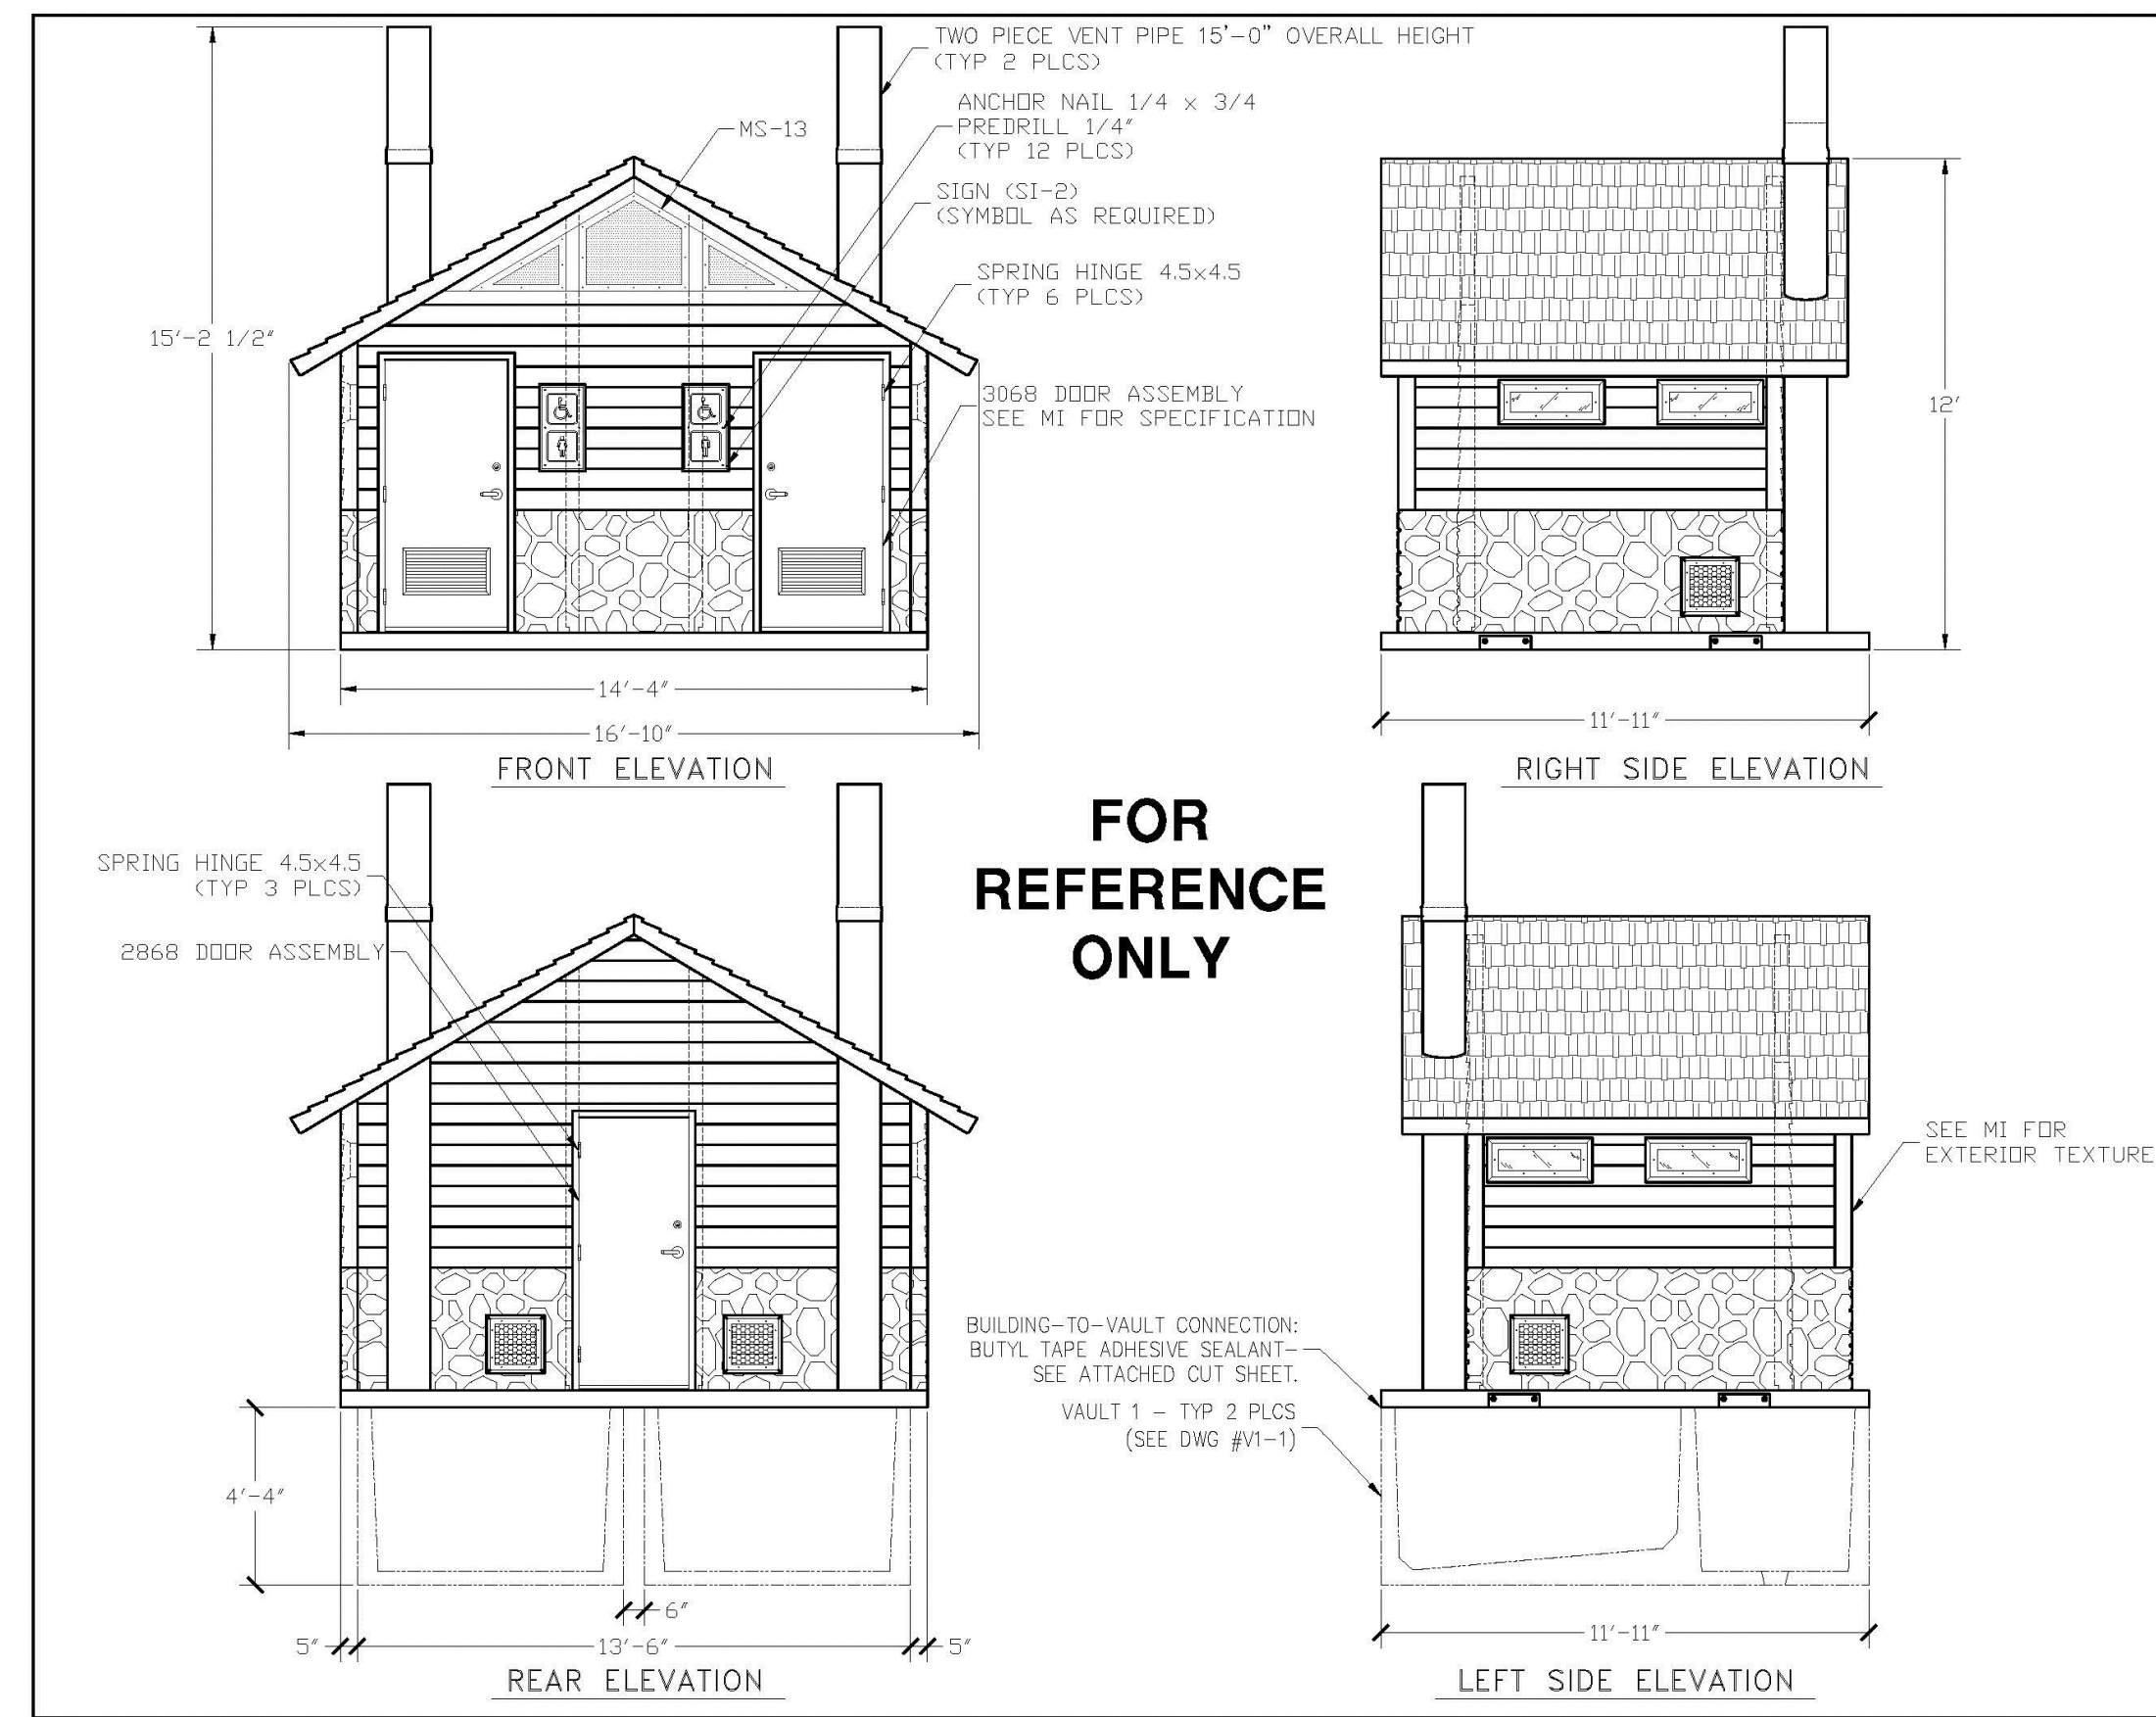 TWO PIECE VENT PIPE 15'-0" OVERALL HEIGHT
(TYP 2 PLCS)
ANCHOR NAIL 1/4 x 3/4
PREDRILL 1/4"
(TYP 12 PLCS)
MS-13
SIGN (SI-2)
(SYMBOL AS REQUIRED)
SPRING HINGE 4.5x4.5
(TYP 6 PLCS)
3068 DOOR ASSEMBLY
SEE MI FOR SPECIFICATION
15'-2 1/2"
14'-4"
16'-10"
FRONT ELEVATION
12'
11'-11"
RIGHT SIDE ELEVATION
FOR
REFERENCE
ONLY
SPRING HINGE 4.5x4.5
(TYP 3 PLCS)
2868 DOOR ASSEMBLY
4'-4"
6"
5"
13'-6"
5"
REAR ELEVATION
SEE MI FOR
EXTERIOR TEXTURE
BUILDING-TO-VAULT CONNECTION:
BUTYL TAPE ADHESIVE SEALANT-
SEE ATTACHED CUT SHEET.
VAULT 1 - TYP 2 PLCS
(SEE DWG #V1-1)
11'-11"
LEFT SIDE ELEVATION